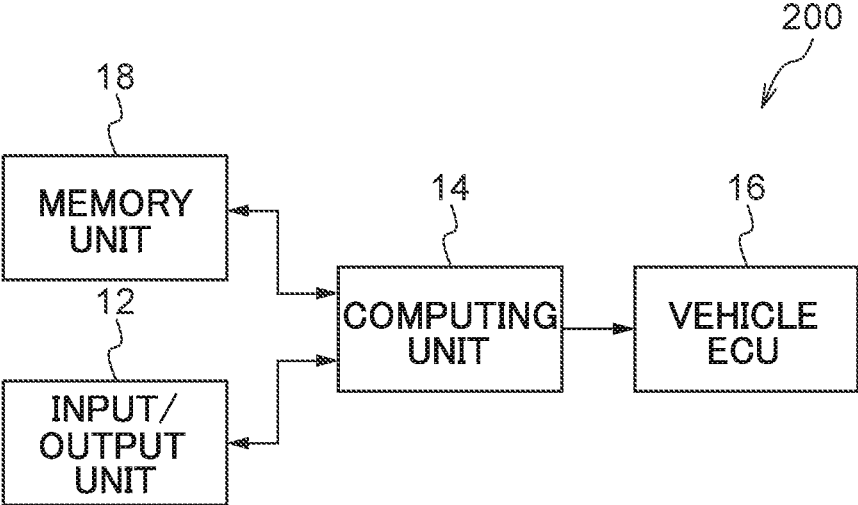 200
18
MEMORY
UNIT
14
COMPUTING
UNIT
16
VEHICLE
ECU
12
INPUT/
OUTPUT
UNIT